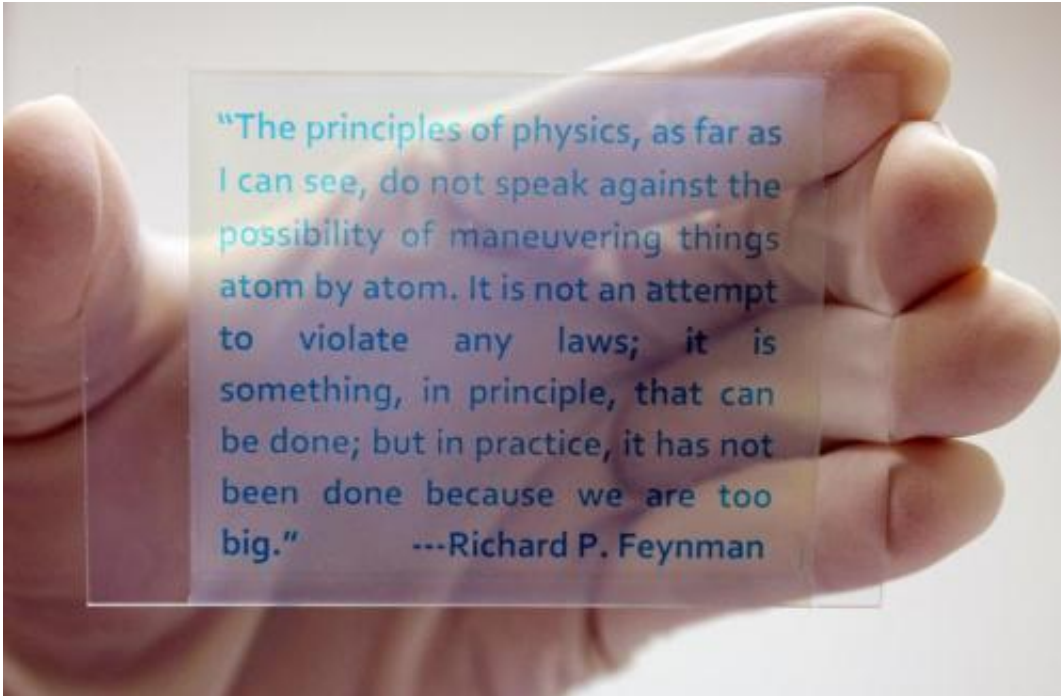 “The principles of physics, as far as
I can see, do not speak against the
possibility of maneuvering things
atom by atom. It is not an attempt
to violate any laws; it is
something, in principle, that can
be done; but in practice, it has not
been done because we are too
big.” ---Richard P. Feynman